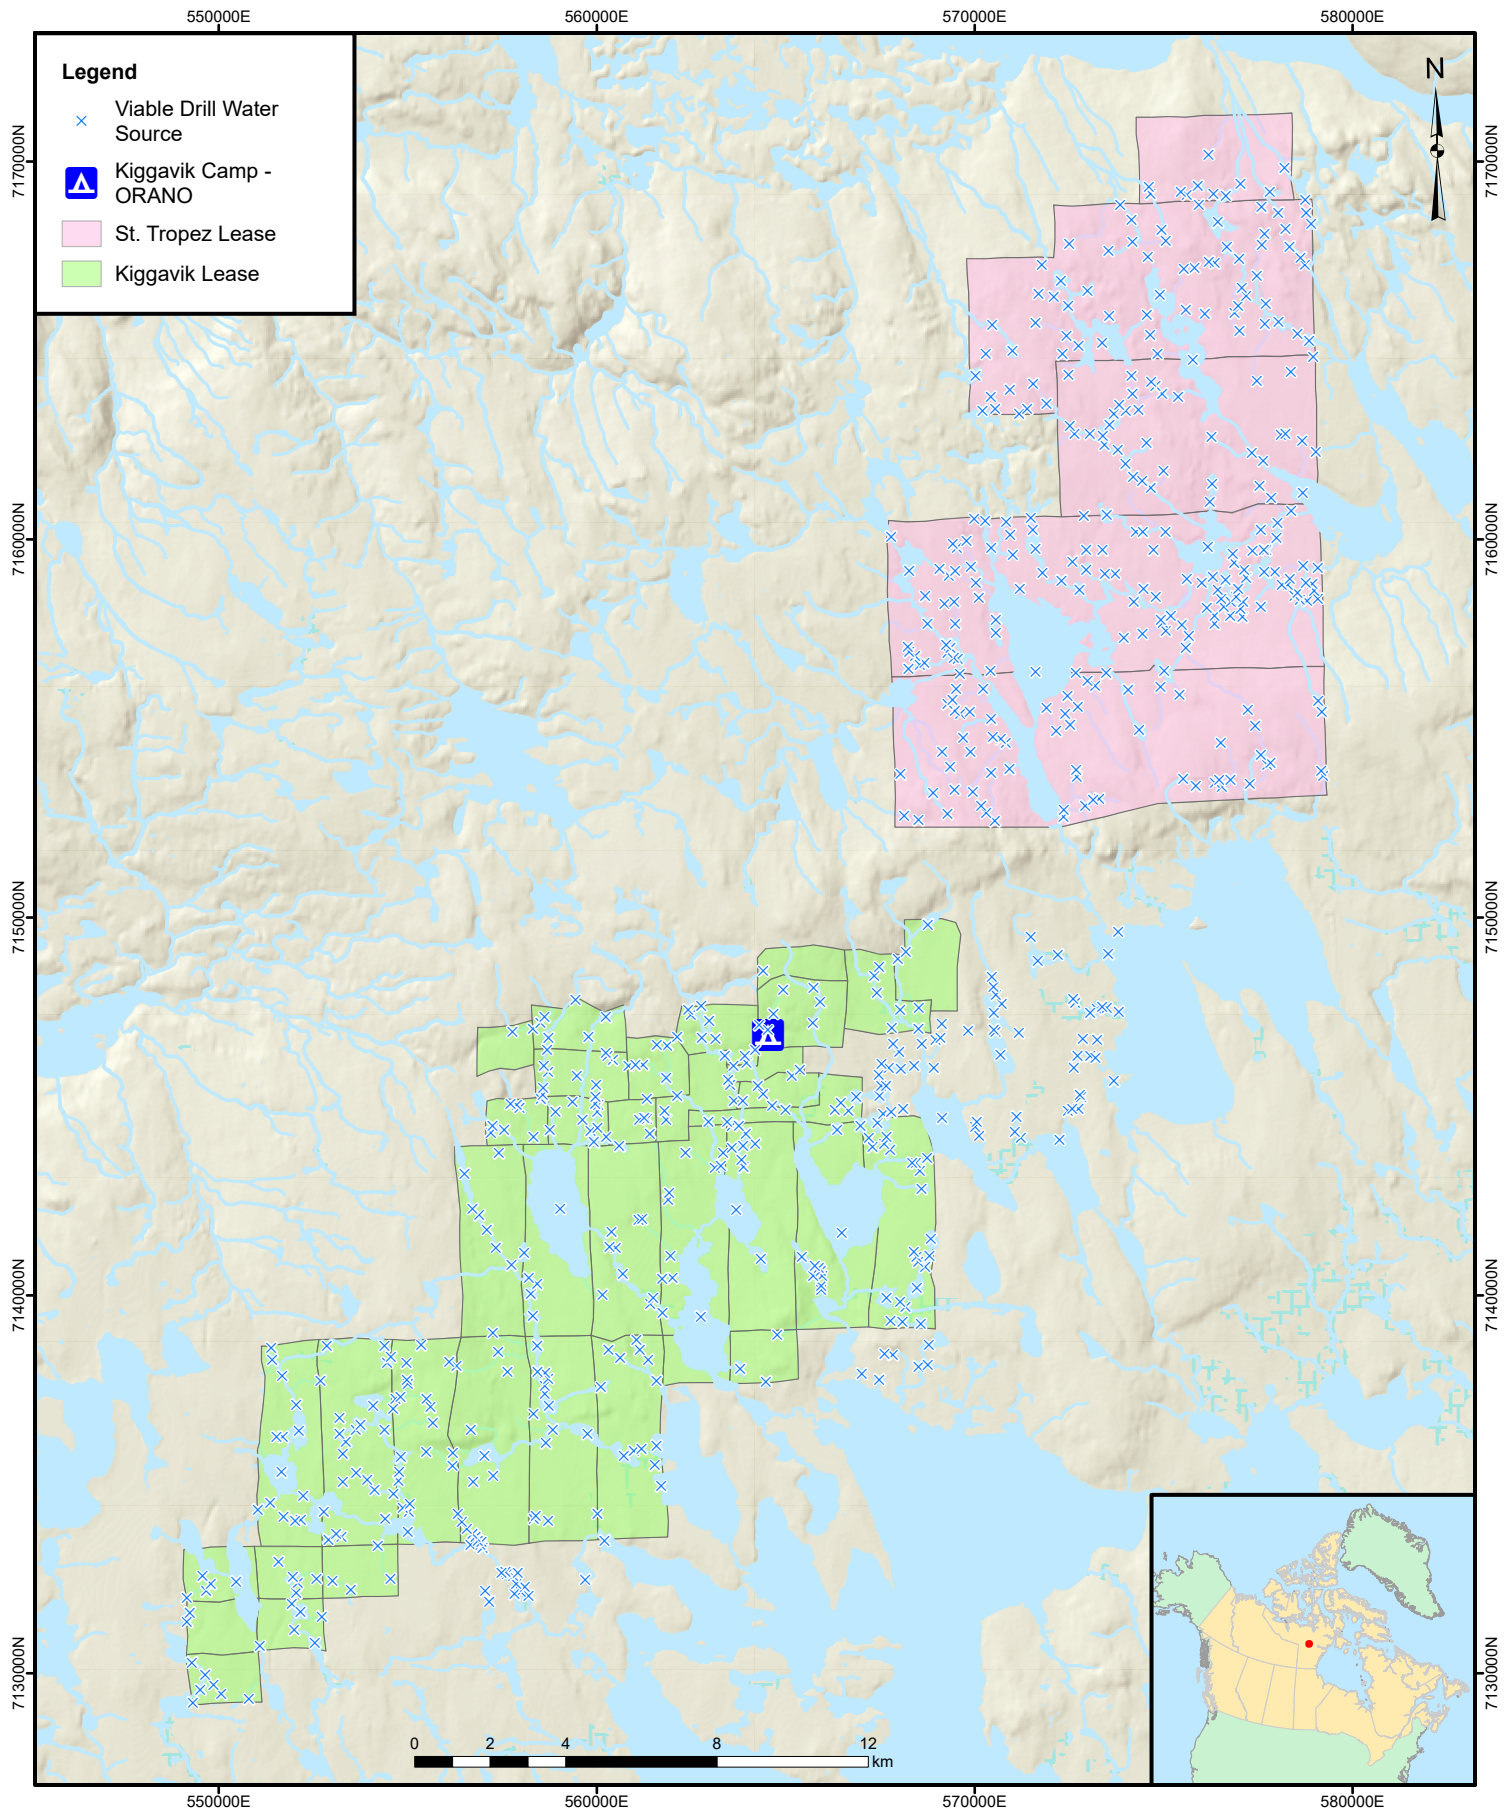 550000E
560000E
570000E
580000E
Legend
Viable Drill Water
Source
Kiggavik Camp -
ORANO
St. Tropez Lease
Kiggavik Lease
N
7170000N
7170000N
7160000N
7160000N
7150000N
7150000N
7140000N
7140000N
7130000N
7130000N
0 2 4 8 12
km
550000E
560000E
570000E
580000E